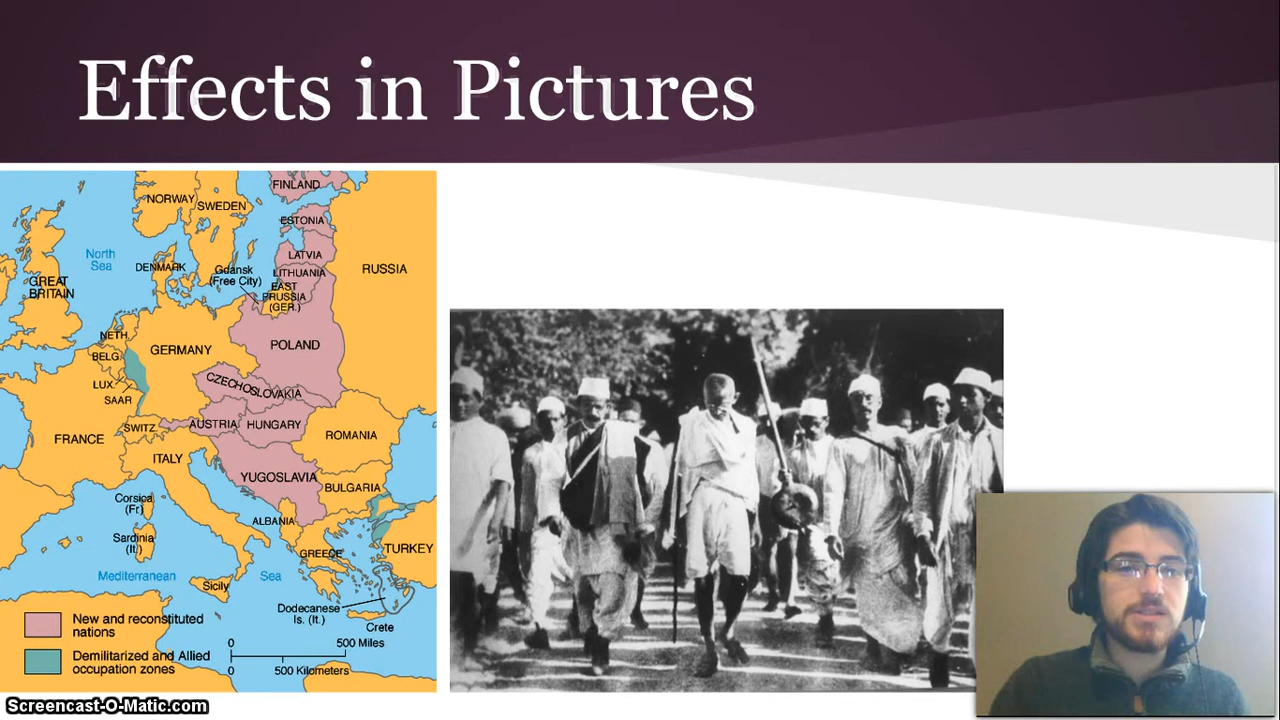 Effects in Pictures
FINLAND
NORWAY
SWEDEN
ESTONIA
North
Sea
LATVIA
RUSSIA
DENMARK
Gdansk
(Free City)
LITHUANIA
GREAT
BRITAIN
EAST
PRUSSIA
(GER.)
NETH.
BELG.
GERMANY
POLAND
LUX.
SAAR
CZECHOSLOVAKIA
FRANCE
SWITZ.
AUSTRIA
HUNGARY
ROMANIA
ITALY
YUGOSLAVIA
BULGARIA
Corsica
(Fr.)
ALBANIA
Sardinia
(It.)
GREECE
TURKEY
Mediterranean
Sea
Sicily
Dodecanese
Is. (It.)
Crete
New and reconstituted
nations
Demilitarized and Allied
occupation zones
0
500 Miles
0
500 Kilometers
Screencast-O-Matic.com